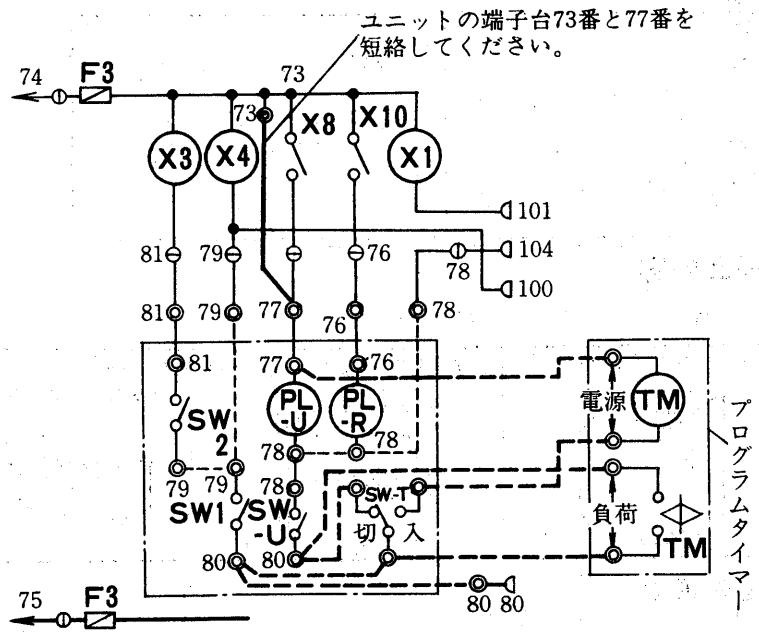 ユニットの端子台73番と77番を
短絡してください。
74
F3
73
73
X8
X10
X3
X4
X1
101
81
79
76
104
78
100
81
79
77
76
78
81
77
76
PL
-U
PL
-R
電源
TM
SW
2
78
78
79
79
78
SW1
SW
-U
SW-T
切
入
負荷
TM
80
80
80
80
プログラムタイマー
75
F3